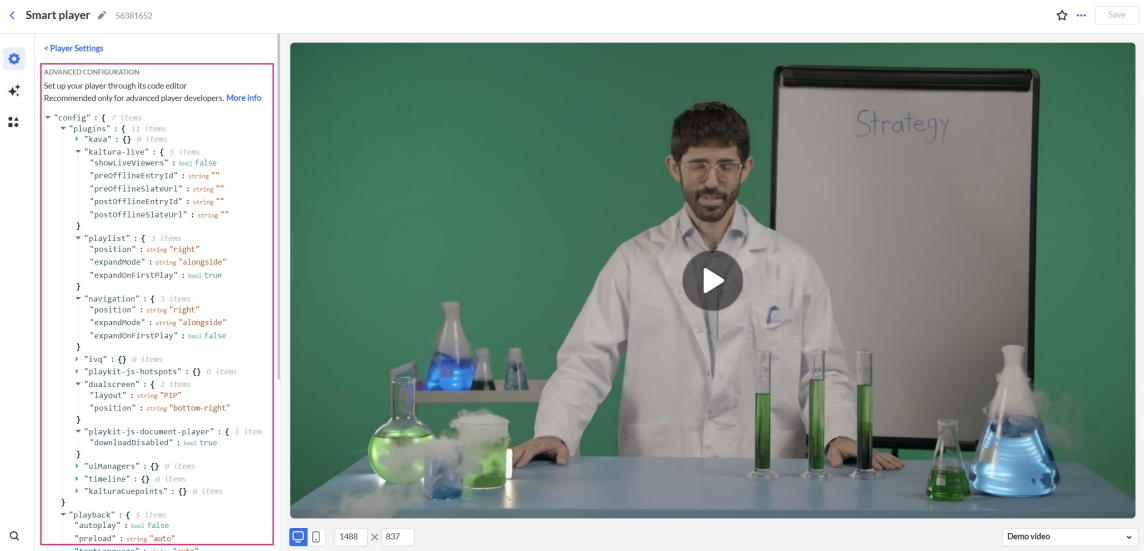 Smart player 56381652
Save
< Player Settings
ADVANCED CONFIGURATION
Set up your player through its code editor
Recommended only for advanced player developers. More info
"config" : { 7 items
"plugins" : { 11 items
"kava" : {} 0 items
"kaltura-live" : { 5 items
"showLiveViewers" : bool false
"preOfflineEntryId" : string ""
"preOfflineSlateUrl" : string ""
"postOfflineEntryId" : string ""
"postOfflineSlateUrl" : string ""
}
"playlist" : { 3 items
"position" : string "right"
"expandMode" : string "alongside"
"expandOnFirstPlay" : bool true
}
"navigation" : { 3 items
"position" : string "right"
"expandMode" : string "alongside"
"expandOnFirstPlay" : bool false
}
"ivq" : {} 0 items
"playkit-js-hotspots" : {} 0 items
"dualscreen" : { 2 items
"layout" : string "PIP"
"position" : string "bottom-right"
}
"playkit-js-document-player" : { 1 item
"downloadDisabled" : bool true
}
"uiManagers" : {} 0 items
"timeline" : {} 0 items
"kalturaCuepoints" : {} 0 items
}
"playback" : { 5 items
"autoplay" : bool false
"preload" : string "auto"
Strategy
1488 × 837
Demo video